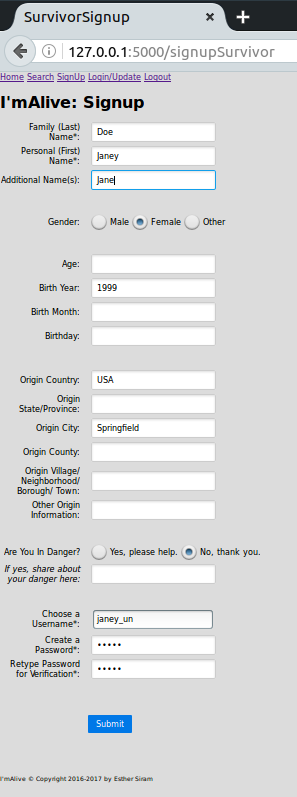 SurvivorSignup
127.0.0.1:5000/signupSurvivor
Home Search SignUp Login/Update Logout
I'mAlive: Signup
Family (Last)
Name*: Doe
Personal (First)
Name*: Janey
Additional Name(s): Jane
Gender: Male Female Other
Age:
Birth Year: 1999
Birth Month:
Birthday:
Origin Country: USA
Origin
State/Province:
Origin City: Springfield
Origin County:
Origin Village/
Neighborhood/
Borough/ Town:
Other Origin
Information:
Are You In Danger? Yes, please help. No, thank you.
If yes, share about
your danger here:
Choose a
Username*: janey_un
Create a
Password*: •••••
Retype Password
for Verification*: •••••
Submit
I'mAlive © Copyright 2016-2017 by Esther Siram